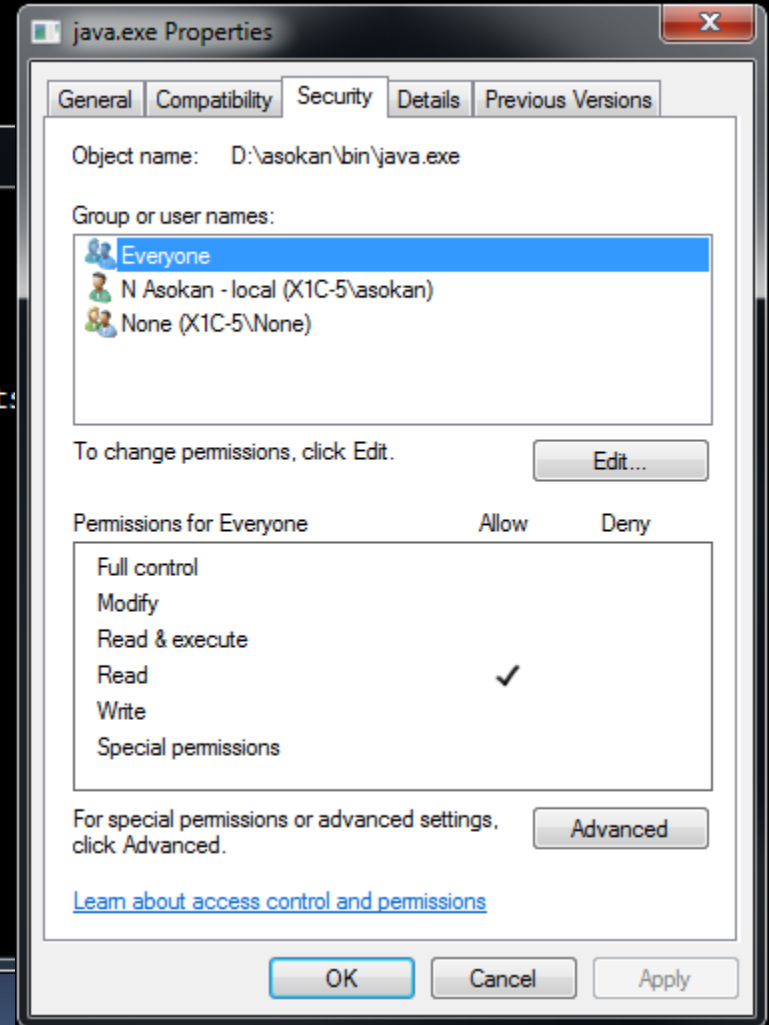 java.exe Properties
General Compatibility Security Details Previous Versions
Object name: D:\asokan\bin\java.exe
Group or user names:
Everyone
N Asokan - local (X1C-5\asokan)
None (X1C-5\None)
To change permissions, click Edit.
Edit...
Permissions for Everyone Allow Deny
Full control
Modify
Read & execute
Read
Write
Special permissions
For special permissions or advanced settings,
click Advanced.
Advanced
Learn about access control and permissions
OK Cancel Apply